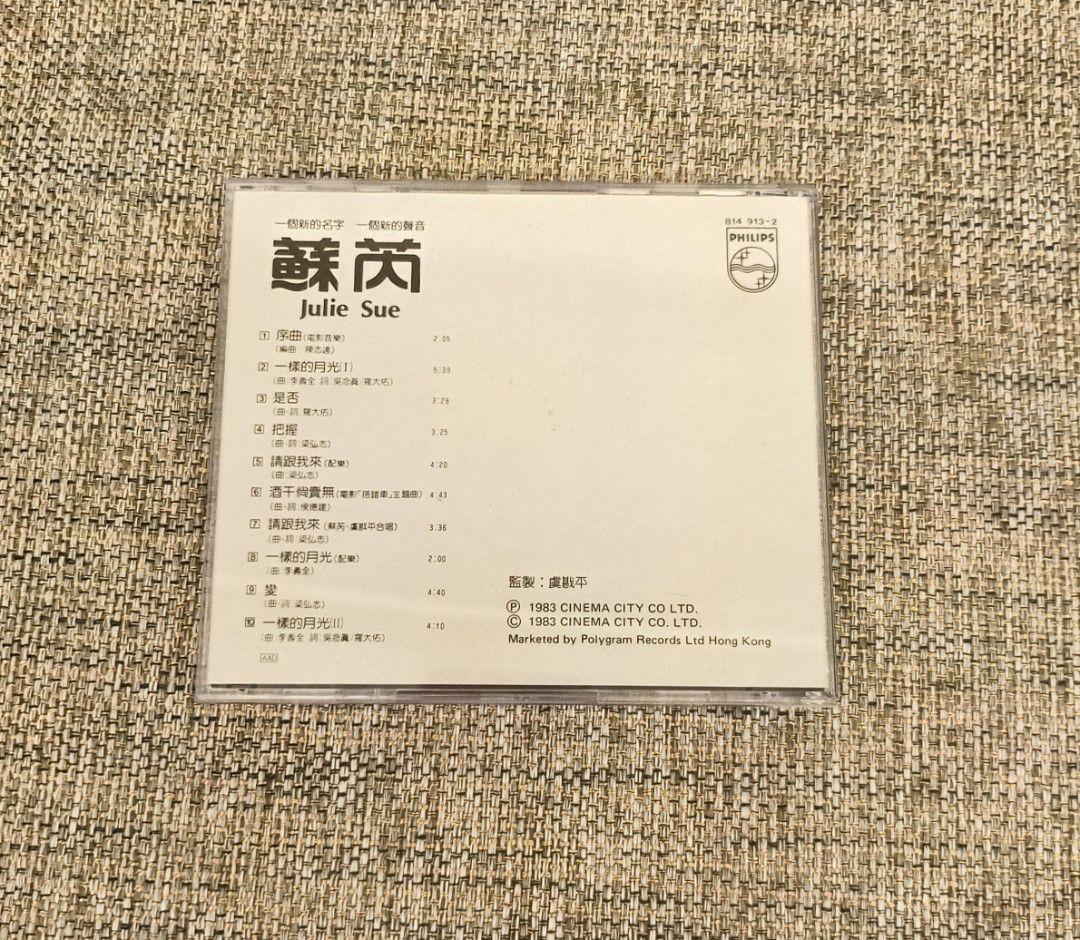 一個新的名字 一個新的聲音
蘇芮
Julie Sue
814 913-2
PHILIPS
1 序曲(電影音樂) 2:05
(編曲:陳志遠)
2 一樣的月光(I) 5:39
(曲:李壽全 詞:吳念眞/羅大佑)
3 是否 3:29
(曲·詞:羅大佑)
4 把握 3:25
(曲·詞:梁弘志)
5 請跟我來(配樂) 4:20
(曲:梁弘志)
6 酒干倘賣無(電影「搭錯車」主題曲) 4:43
(曲·詞:侯德建)
7 請跟我來(蘇芮、虞戡平合唱) 3:36
(曲·詞:梁弘志)
8 一樣的月光(配樂) 2:00
(曲:李壽全)
9 變 4:40
(曲·詞:梁弘志)
10 一樣的月光(II) 4:10
(曲:李壽全 詞:吳念眞/羅大佑)
AAD
監製:虞戡平
Ⓟ 1983 CINEMA CITY CO LTD.
© 1983 CINEMA CITY CO. LTD.
Marketed by Polygram Records Ltd Hong Kong